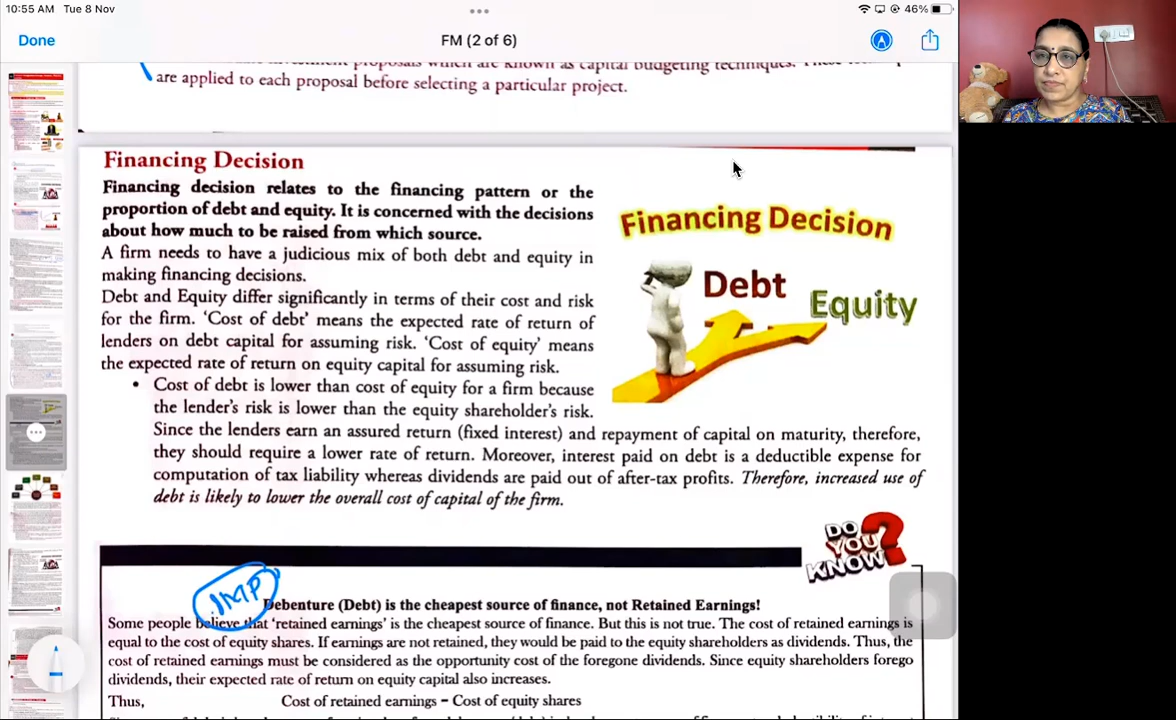 10:55 AM Tue 8 Nov
46%
Done
FM (2 of 6)
are applied to each proposal before selecting a particular project.
Financing Decision
Financing decision relates to the financing pattern or the
proportion of debt and equity. It is concerned with the decisions
about how much to be raised from which source.
A firm needs to have a judicious mix of both debt and equity in
making financing decisions.
Debt and Equity differ significantly in terms of their cost and risk
for the firm. ‘Cost of debt’ means the expected rate of return of
lenders on debt capital for assuming risk. ‘Cost of equity’ means
the expected rate of return on equity capital for assuming risk.
Financing Decision
Debt
Equity
• Cost of debt is lower than cost of equity for a firm because
the lender's risk is lower than the equity shareholder's risk.
Since the lenders earn an assured return (fixed interest) and repayment of capital on maturity, therefore,
they should require a lower rate of return. Moreover, interest paid on debt is a deductible expense for
computation of tax liability whereas dividends are paid out of after-tax profits. Therefore, increased use of
debt is likely to lower the overall cost of capital of the firm.
DO
YOU
KNOW?
IMP
Debenture (Debt) is the cheapest source of finance, not Retained Earnings!
Some people believe that ‘retained earnings’ is the cheapest source of finance. But this is not true. The cost of retained earnings is
equal to the cost of equity shares. If earnings are not retained, they would be paid to the equity shareholders as dividends. Thus, the
cost of retained earnings must be considered as the opportunity cost of the foregone dividends. Since equity shareholders forego
dividends, their expected rate of return on equity capital also increases.
Thus, Cost of retained earnings = Cost of equity shares